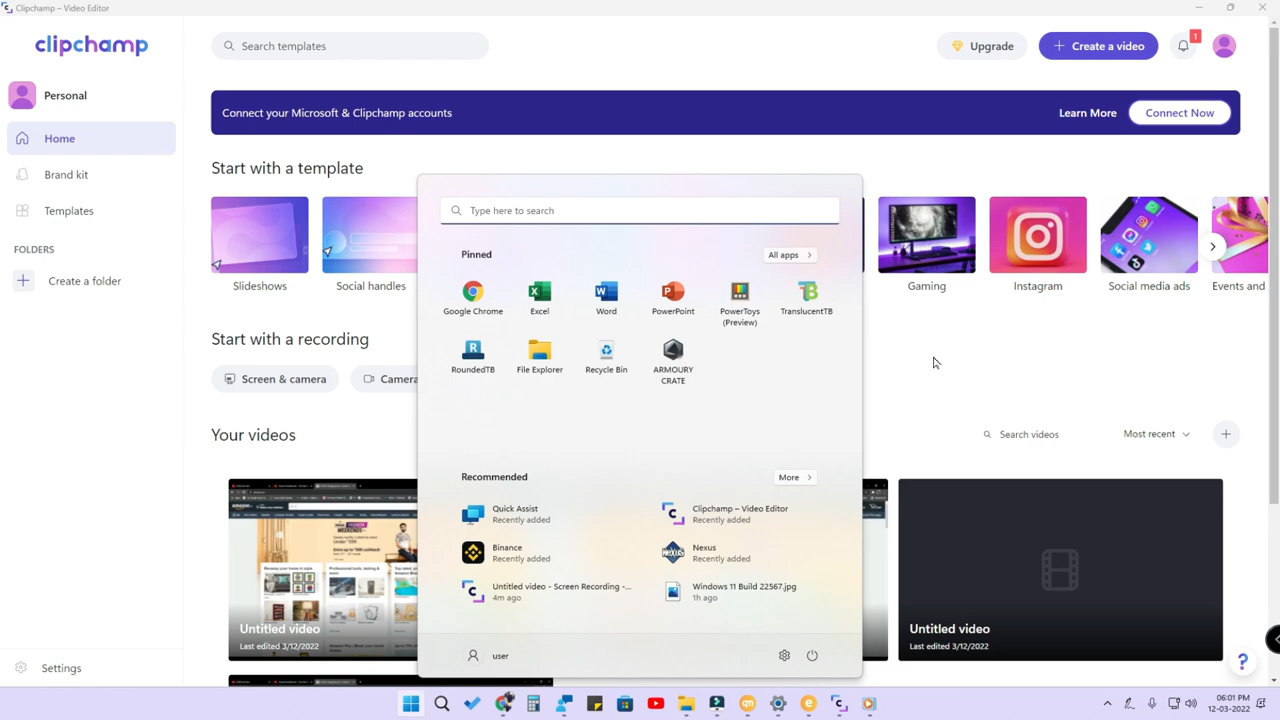 Clipchamp – Video Editor
clipchamp
Search templates
Upgrade
Create a video
1
Personal
Connect your Microsoft & Clipchamp accounts
Learn More
Connect Now
Home
Brand kit
Templates
FOLDERS
Create a folder
Settings
Start with a template
Slideshows
Social handles
Gaming
Instagram
Social media ads
Events and
Start with a recording
Screen & camera
Camera
Your videos
Search videos
Most recent
Untitled video
Last edited 3/12/2022
Untitled video
Last edited 3/12/2022
Type here to search
Pinned
All apps
Google Chrome
Excel
Word
PowerPoint
PowerToys
(Preview)
TranslucentTB
RoundedTB
File Explorer
Recycle Bin
ARMOURY
CRATE
Recommended
More
Quick Assist
Recently added
Clipchamp – Video Editor
Recently added
Binance
Recently added
Nexus
Recently added
Untitled video - Screen Recording -...
4m ago
Windows 11 Build 22567.jpg
1h ago
user
06:01 PM
12-03-2022